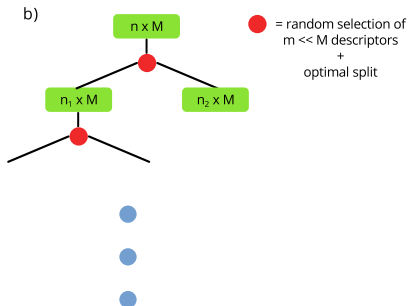 b)
n x M
= random selection of
m << M descriptors
+
optimal split
n₁ x M
n₂ x M